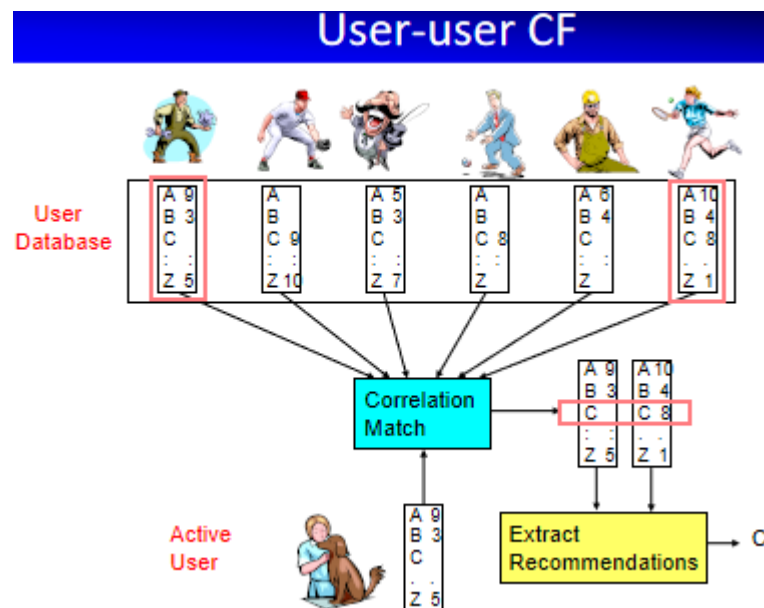 User-user CF
User
Database
A 9
B 3
C
: :
Z 5
A
B
C 9
: :
Z 10
A 5
B 3
C
: :
Z 7
A
B
C 8
: :
Z
A 6
B 4
C
: :
Z
A 10
B 4
C 8
. .
Z 1
Correlation
Match
A 9
B 3
C
: :
Z 5
A 10
B 4
C 8
. .
Z 1
Active
User
A 9
B 3
C
. .
Z 5
Extract
Recommendations
C